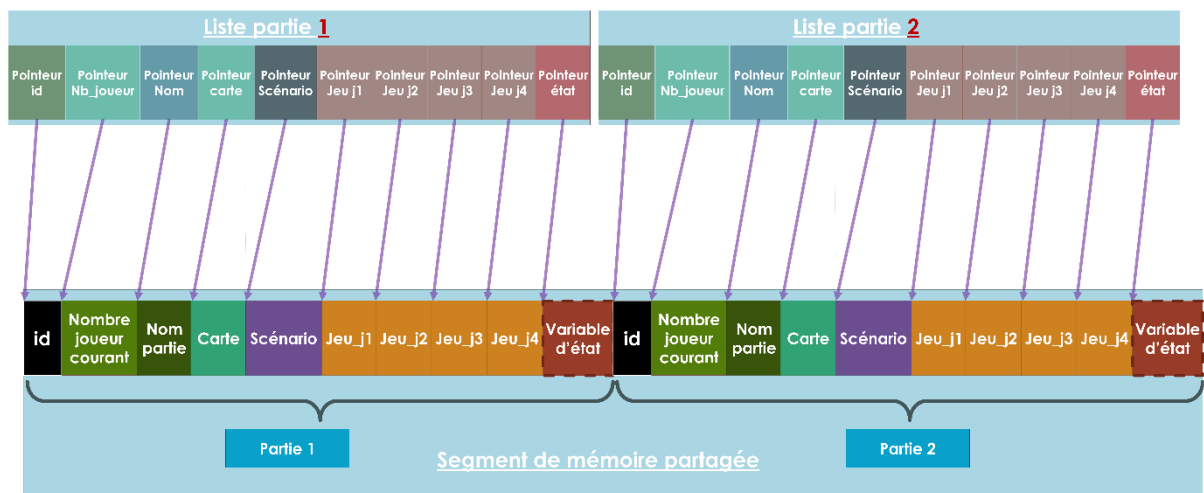 Liste partie 1
Liste partie 2
Pointeur id
Pointeur Nb_joueur
Pointeur Nom
Pointeur carte
Pointeur Scénario
Pointeur Jeu j1
Pointeur Jeu j2
Pointeur Jeu j3
Pointeur Jeu j4
Pointeur état
Pointeur id
Pointeur Nb_joueur
Pointeur Nom
Pointeur carte
Pointeur Scénario
Pointeur Jeu j1
Pointeur Jeu j2
Pointeur Jeu j3
Pointeur Jeu j4
Pointeur état
id
Nombre joueur courant
Nom partie
Carte
Scénario
Jeu_j1
Jeu_j2
Jeu_j3
Jeu_j4
Variable d'état
id
Nombre joueur courant
Nom partie
Carte
Scénario
Jeu_j1
Jeu_j2
Jeu_j3
Jeu_j4
Variable d'état
Partie 1
Partie 2
Segment de mémoire partagée